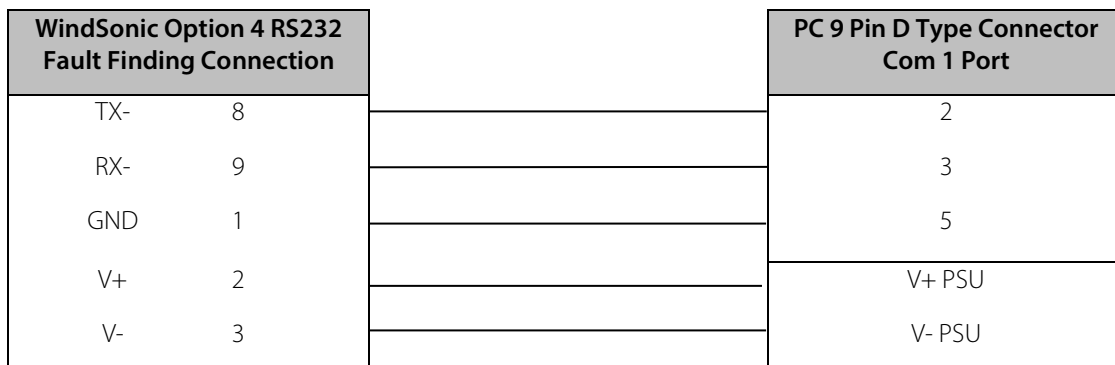 WindSonic Option 4 RS232
Fault Finding Connection
PC 9 Pin D Type Connector
Com 1 Port
TX- 8 2
RX- 9 3
GND 1 5
V+ 2 V+ PSU
V- 3 V- PSU